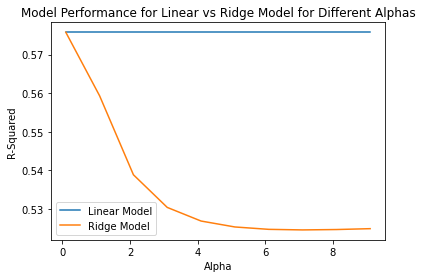 Model Performance for Linear vs Ridge Model for Different Alphas
R-Squared
0.57
0.56
0.55
0.54
0.53
Linear Model
Ridge Model
0 2 4 6 8
Alpha